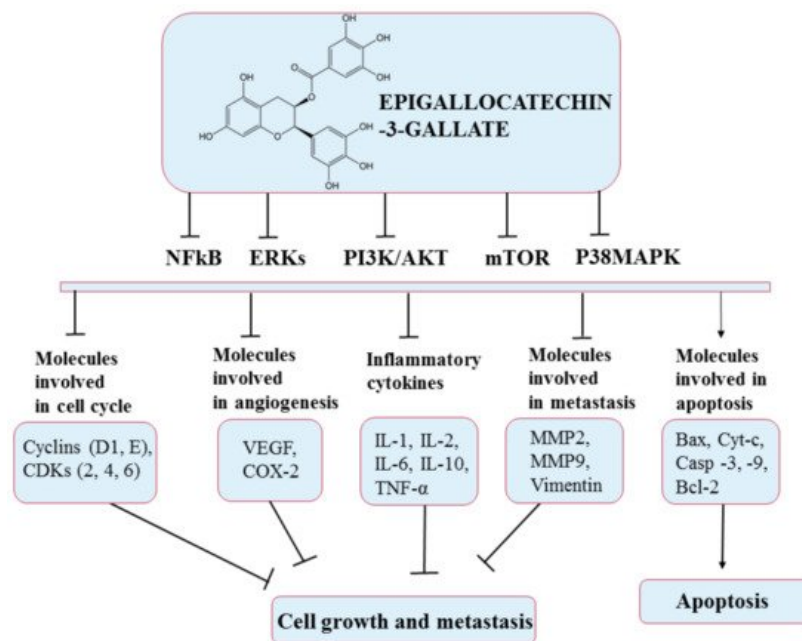 OH
OH
OH
O
O
OH
HO
O
OH
OH
OH
EPIGALLOCATECHIN
-3-GALLATE
NFkB ERKs PI3K/AKT mTOR P38MAPK
Molecules
involved
in cell cycle
Molecules
involved
in angiogenesis
Inflammatory
cytokines
Molecules
involved
in metastasis
Molecules
involved in
apoptosis
Cyclins (D1, E),
CDKs (2, 4, 6)
VEGF,
COX-2
IL-1, IL-2,
IL-6, IL-10,
TNF-α
MMP2,
MMP9,
Vimentin
Bax, Cyt-c,
Casp -3, -9,
Bcl-2
Cell growth and metastasis
Apoptosis